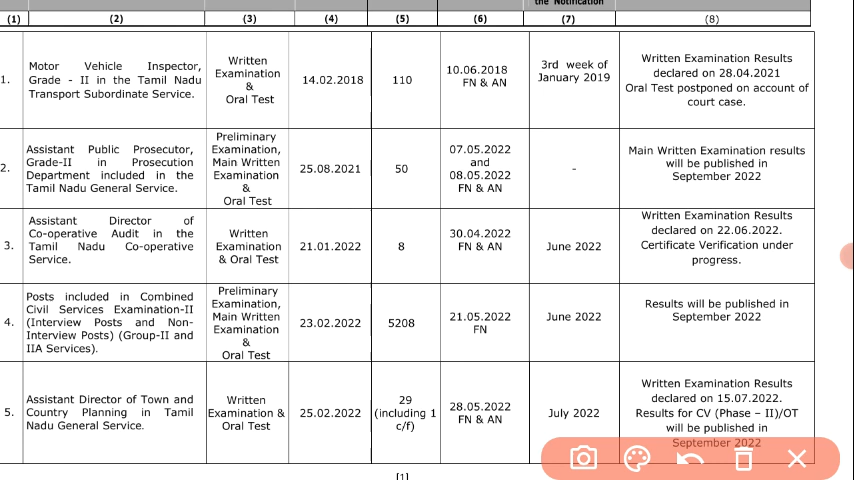 the Notification
(1) (2) (3) (4) (5) (6) (7) (8)
1.
Motor Vehicle Inspector,
Grade - II in the Tamil Nadu
Transport Subordinate Service.
Written
Examination
&
Oral Test
14.02.2018
110
10.06.2018
FN & AN
3rd week of
January 2019
Written Examination Results
declared on 28.04.2021
Oral Test postponed on account of
court case.
2.
Assistant Public Prosecutor,
Grade-II in Prosecution
Department included in the
Tamil Nadu General Service.
Preliminary
Examination,
Main Written
Examination
&
Oral Test
25.08.2021
50
07.05.2022
and
08.05.2022
FN & AN
-
Main Written Examination results
will be published in
September 2022
3.
Assistant Director of
Co-operative Audit in the
Tamil Nadu Co-operative
Service.
Written
Examination
& Oral Test
21.01.2022
8
30.04.2022
FN & AN
June 2022
Written Examination Results
declared on 22.06.2022.
Certificate Verification under
progress.
4.
Posts included in Combined
Civil Services Examination-II
(Interview Posts and Non-
Interview Posts) (Group-II and
IIA Services).
Preliminary
Examination,
Main Written
Examination
&
Oral Test
23.02.2022
5208
21.05.2022
FN
June 2022
Results will be published in
September 2022
5.
Assistant Director of Town and
Country Planning in Tamil
Nadu General Service.
Written
Examination &
Oral Test
25.02.2022
29
(including 1
c/f)
28.05.2022
FN & AN
July 2022
Written Examination Results
declared on 15.07.2022.
Results for CV (Phase – II)/OT
will be published in
September 2022
[1]